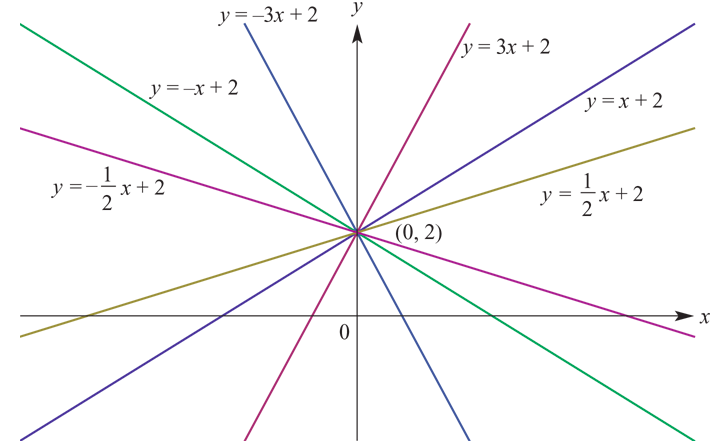 y = –3x + 2
y
y = 3x + 2
y = –x + 2
y = x + 2
y = –1/2 x + 2
y = 1/2 x + 2
(0, 2)
x
0